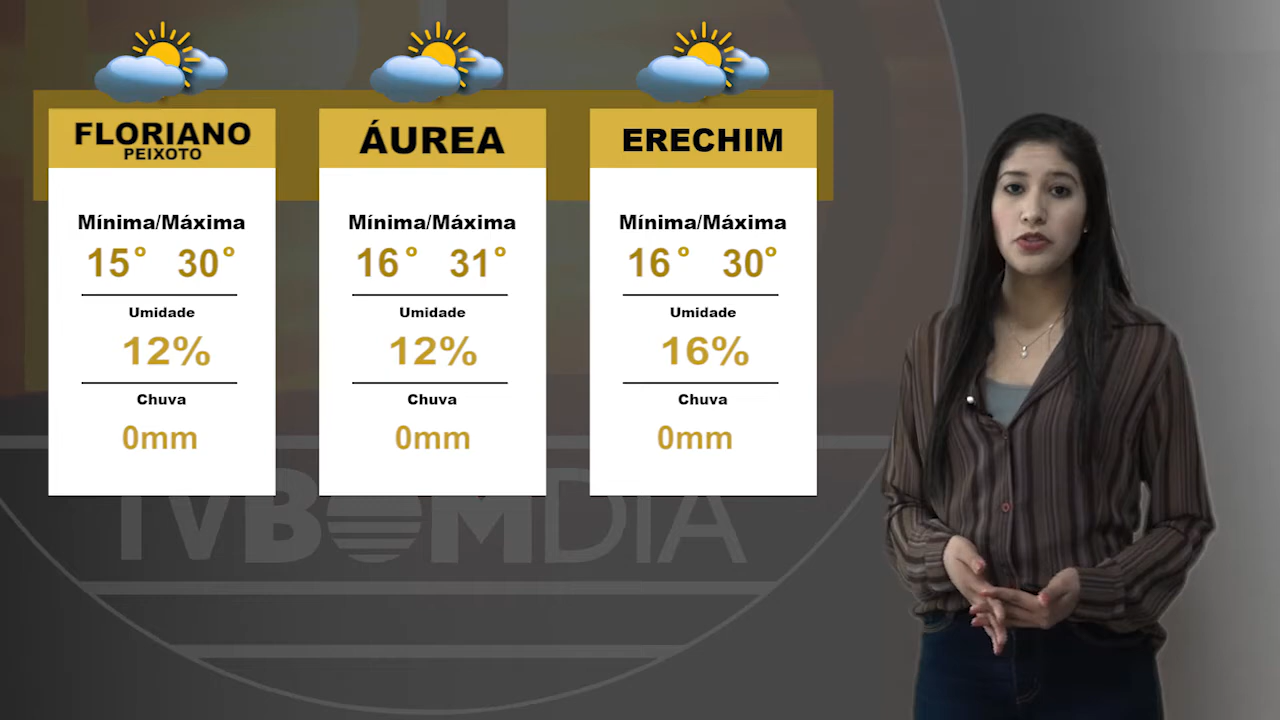 FLORIANO
PEIXOTO
Mínima/Máxima
15° 30°
Umidade
12%
Chuva
0mm
ÁUREA
Mínima/Máxima
16° 31°
Umidade
12%
Chuva
0mm
ERECHIM
Mínima/Máxima
16° 30°
Umidade
16%
Chuva
0mm
TVBOMDIA